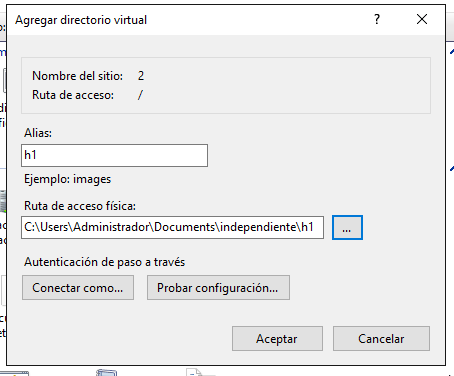 Agregar directorio virtual
Nombre del sitio: 2
Ruta de acceso: /
Alias:
h1
Ejemplo: images
Ruta de acceso física:
C:\Users\Administrador\Documents\independiente\h1
...
Autenticación de paso a través
Conectar como...
Probar configuración...
Aceptar
Cancelar